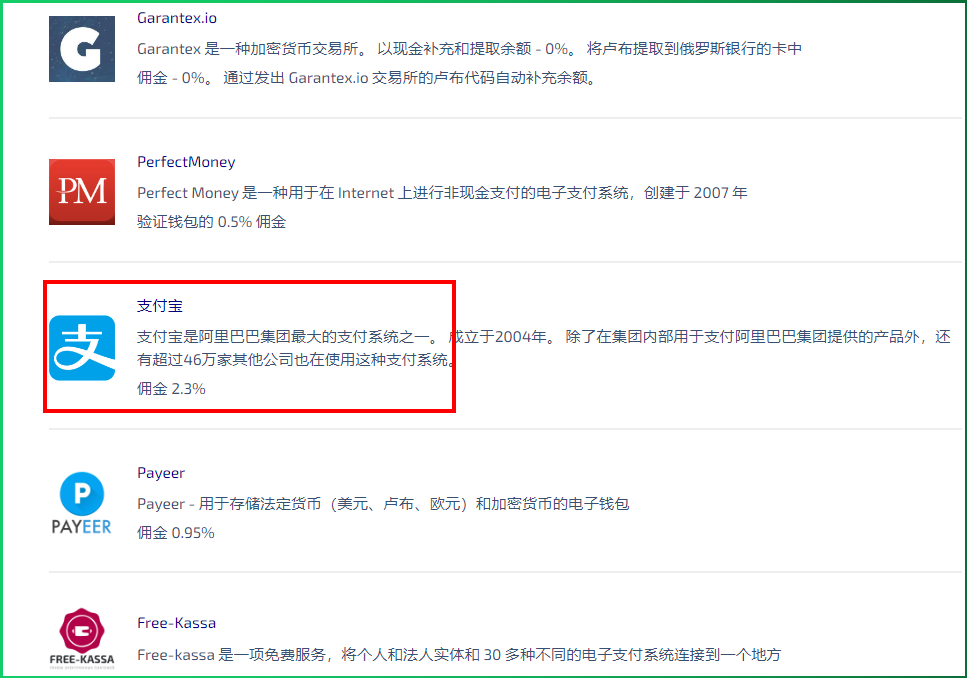 Garantex.io
G
Garantex 是一种加密货币交易所。 以现金补充和提取余额 - 0%。 将卢布提取到俄罗斯银行的卡中
佣金 - 0%。 通过发出 Garantex.io 交易所的卢布代码自动补充余额。
PerfectMoney
PM
Perfect Money 是一种用于在 Internet 上进行非现金支付的电子支付系统，创建于 2007 年
验证钱包的 0.5% 佣金
支付宝
支
支付宝是阿里巴巴集团最大的支付系统之一。 成立于2004年。 除了在集团内部用于支付阿里巴巴集团提供的产品外，还
有超过46万家其他公司也在使用这种支付系统。
佣金 2.3%
Payeer
P
PAYEER
Payeer - 用于存储法定货币（美元、卢布、欧元）和加密货币的电子钱包
佣金 0.95%
Free-Kassa
FREE-KASSA
Free-kassa 是一项免费服务，将个人和法人实体和 30 多种不同的电子支付系统连接到一个地方